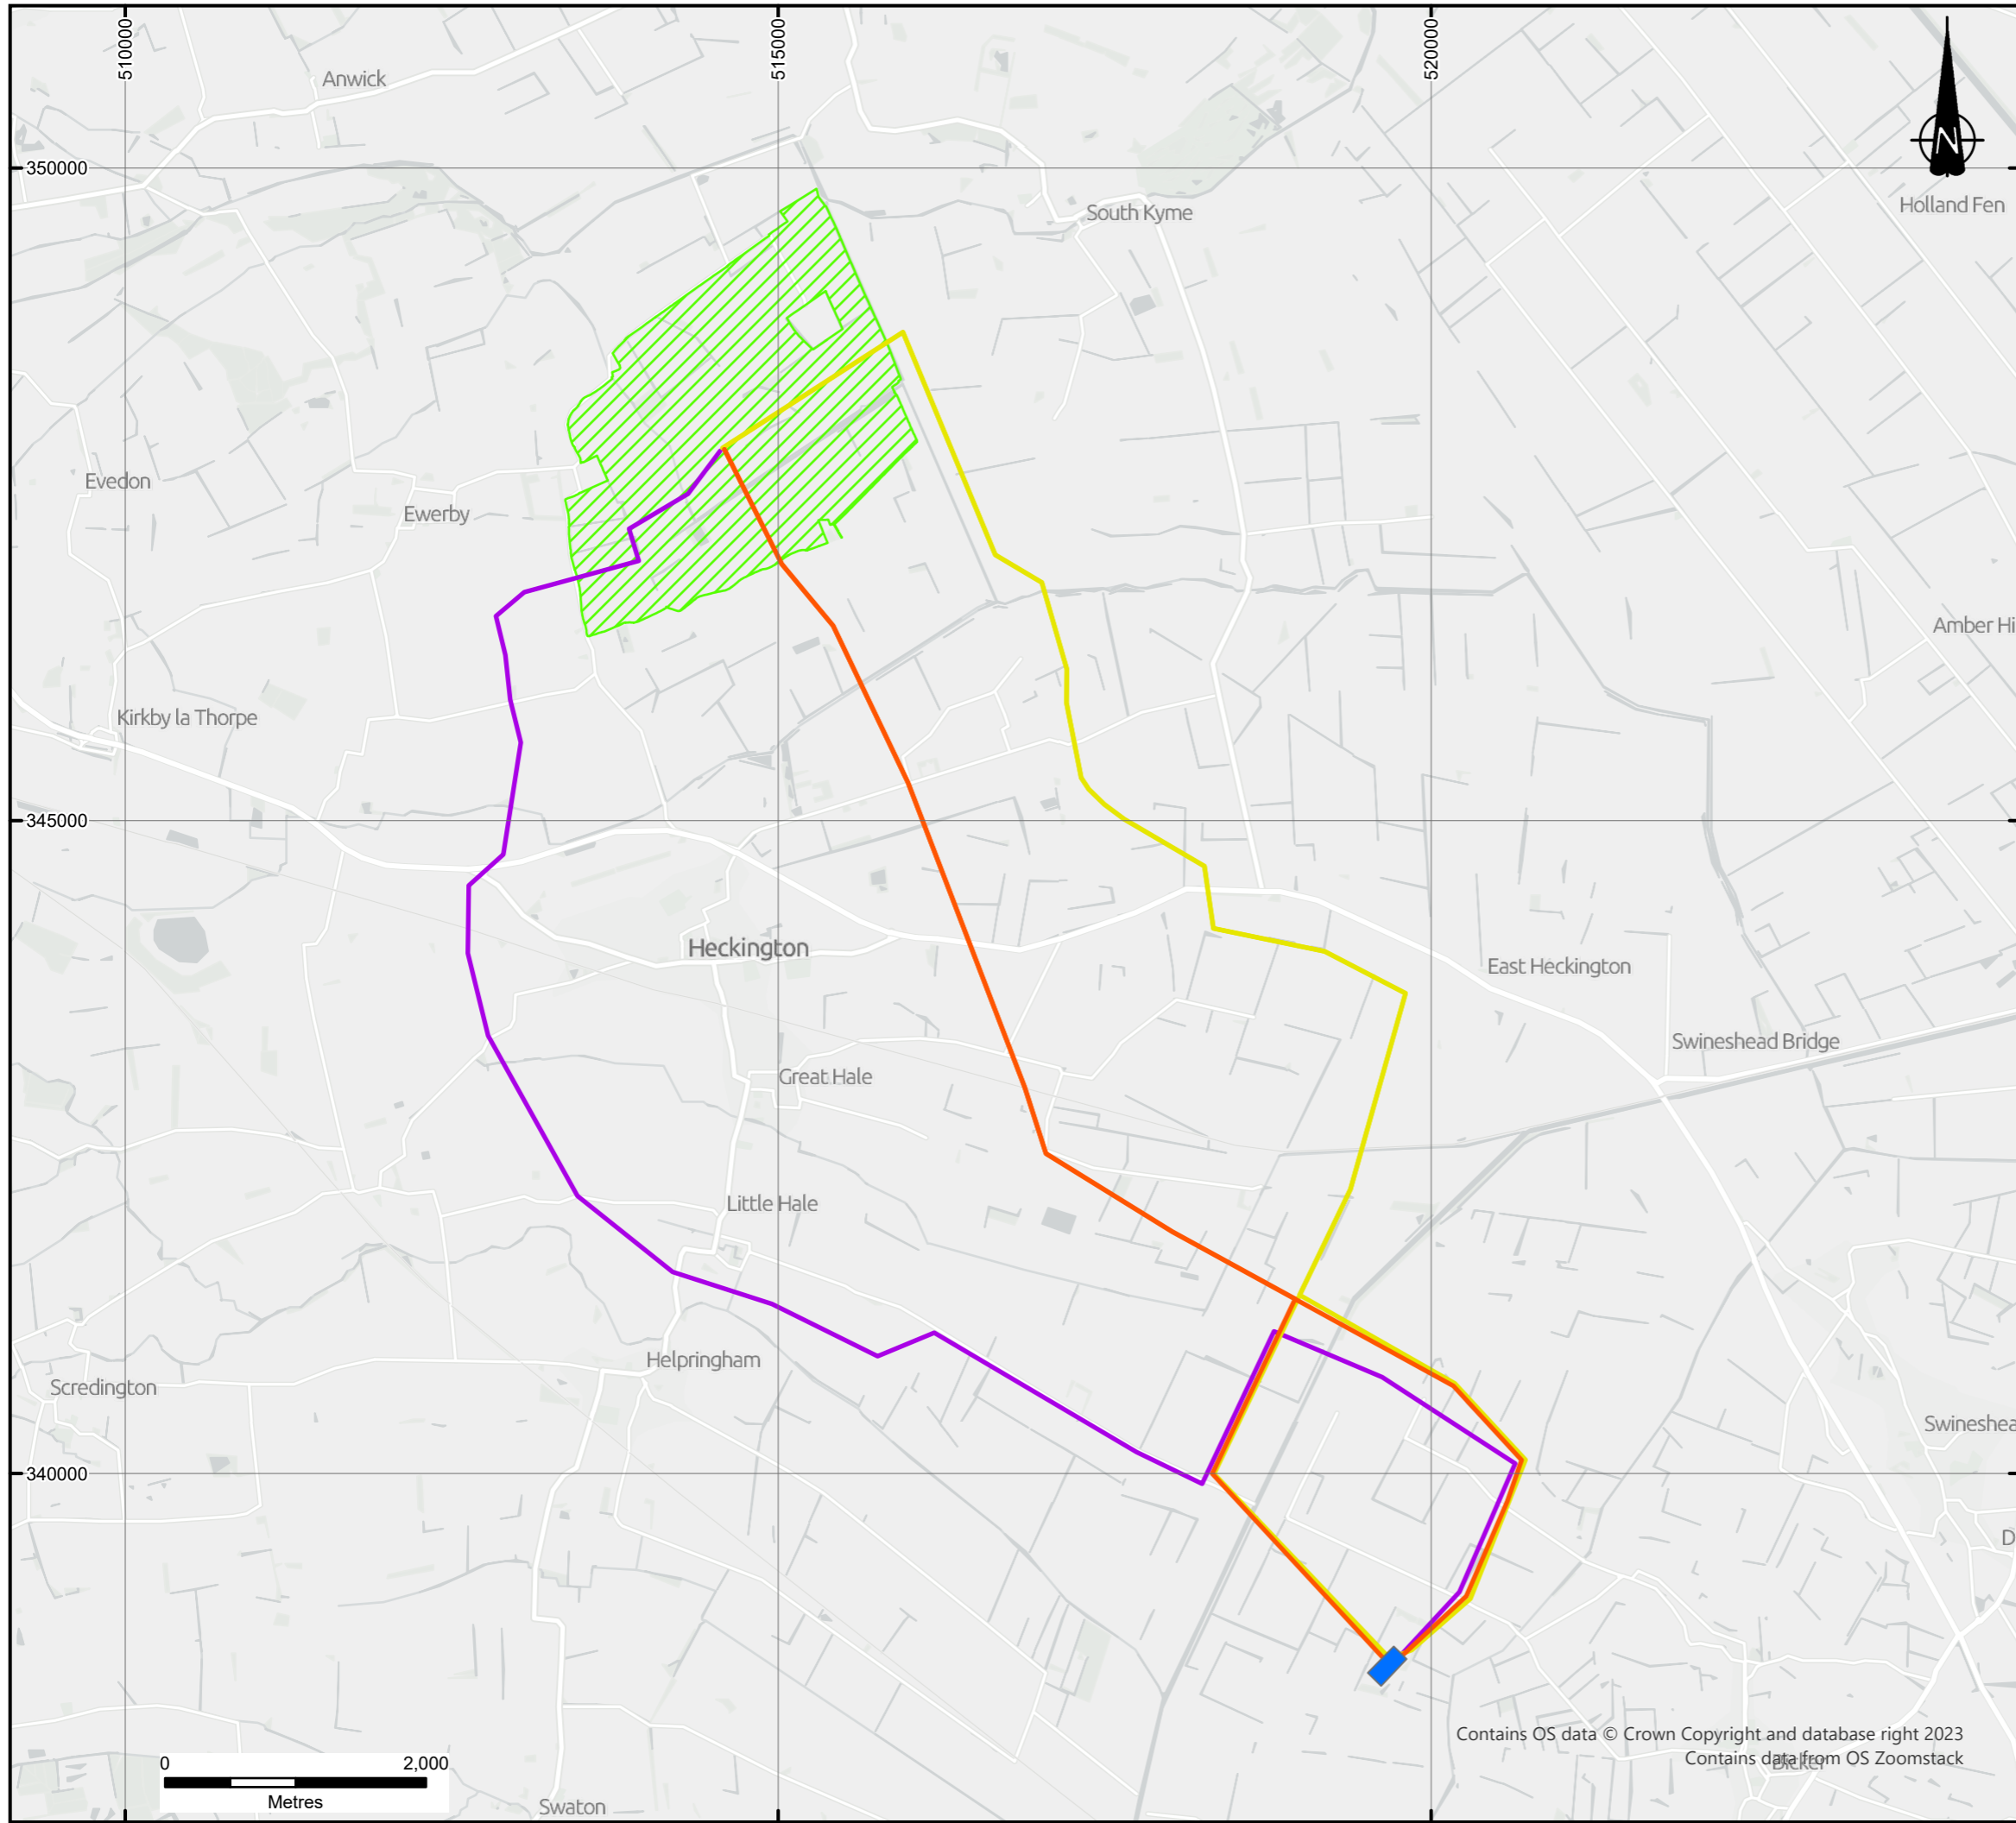 510000
515000
520000
Anwick
350000
N
South Kyme
Holland Fen
Evedon
Ewerby
Amber Hi
Kirkby la Thorpe
345000
Heckington
East Heckington
Swineshead Bridge
Great Hale
Little Hale
Helpringham
Scredington
Swineshea
340000
D
Contains OS data © Crown Copyright and database right 2023
Contains data from OS Zoomstack
Bicker
0 2,000
Metres
Swaton